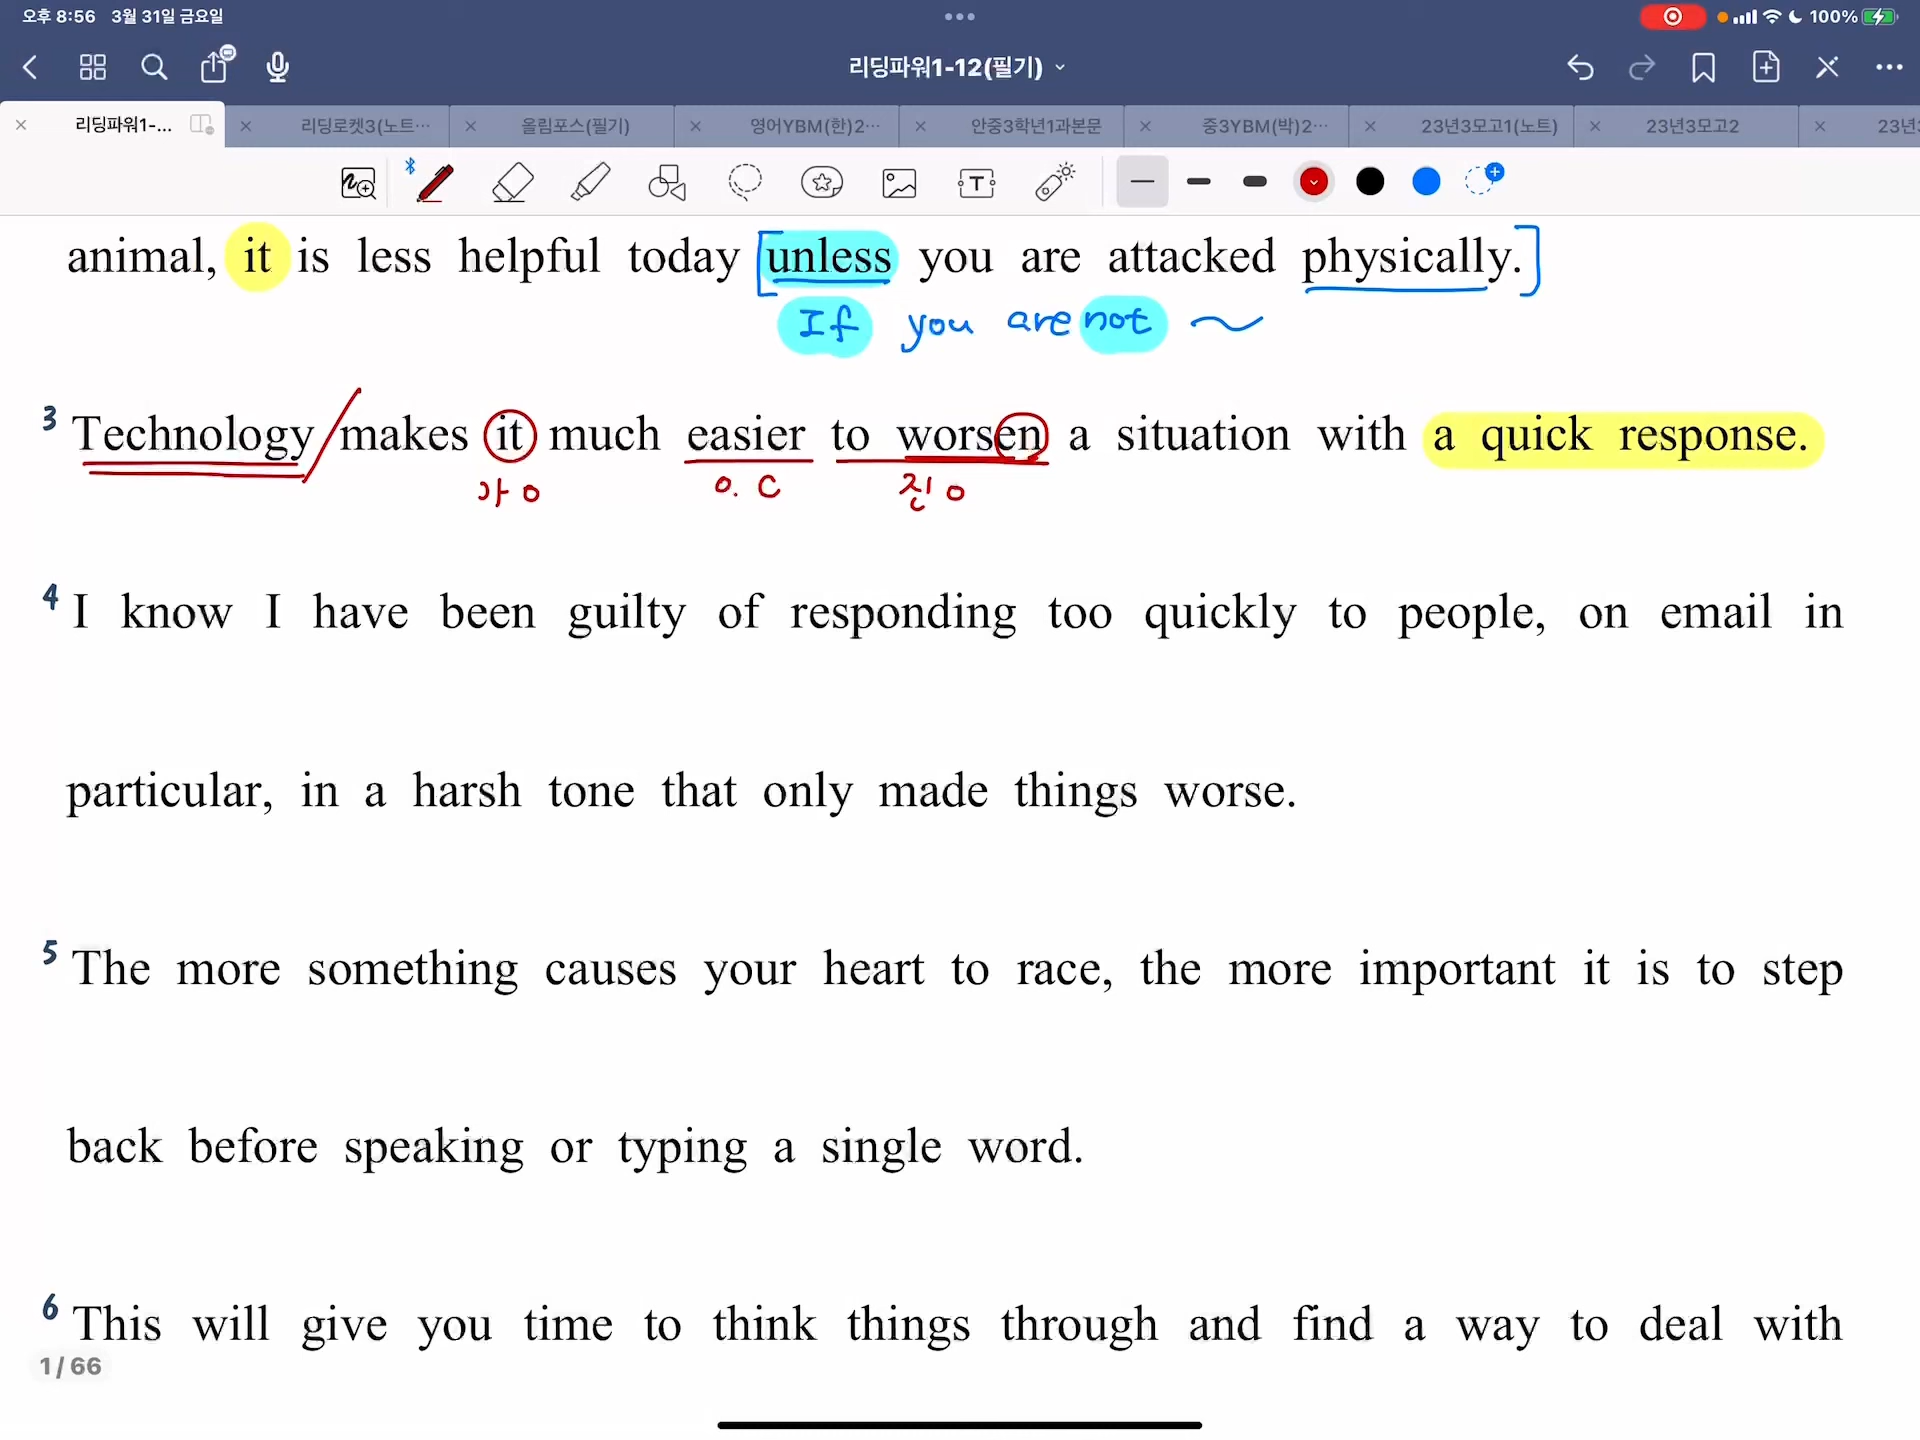 오후 8:56 3월 31일 금요일
100%
리딩파워1-12(필기)
리딩파워1-... 리딩로켓3(노트… 올림포스(필기) 영어YBM(한)2… 안중3학년1과본문 중3YBM(박)2… 23년3모고1(노트) 23년3모고2
animal, it is less helpful today [unless you are attacked physically.]
If you are not ~
3 Technology / makes it much easier to worsen a situation with a quick response.
가 O O. C 진 O
4 I know I have been guilty of responding too quickly to people, on email in
particular, in a harsh tone that only made things worse.
5 The more something causes your heart to race, the more important it is to step
back before speaking or typing a single word.
6 This will give you time to think things through and find a way to deal with
1 / 66